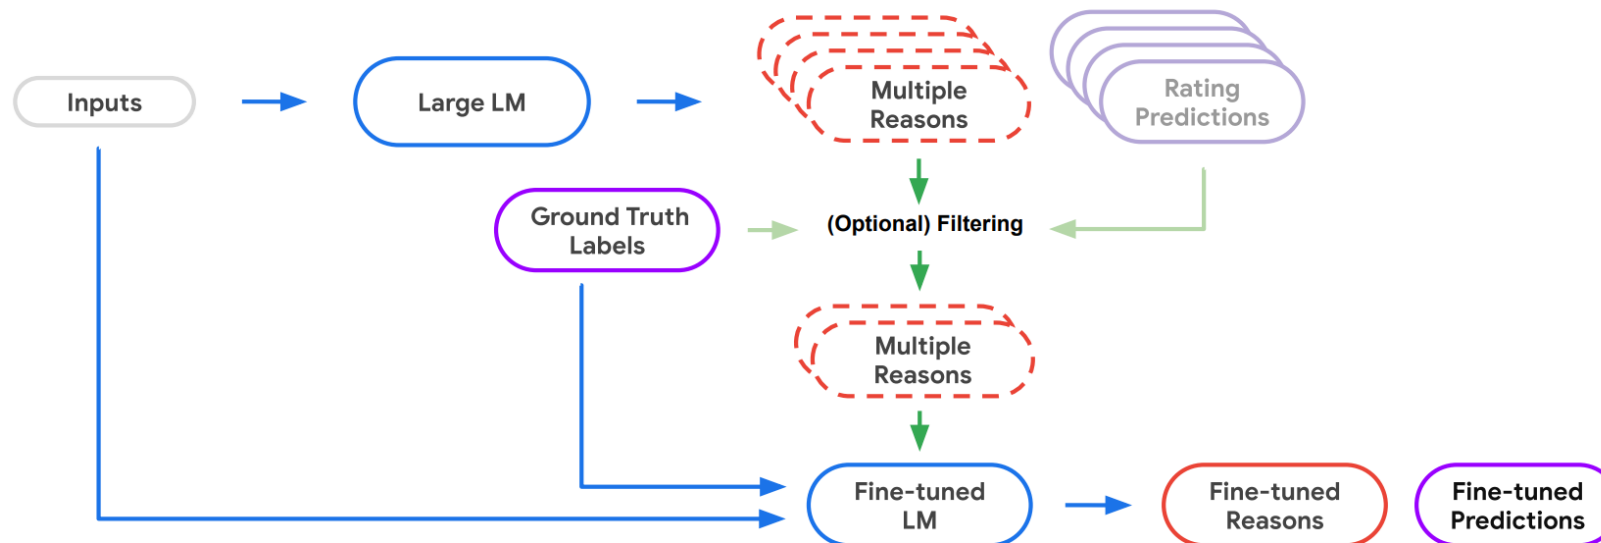 Inputs
Large LM
Multiple
Reasons
Rating
Predictions
Ground Truth
Labels
(Optional) Filtering
Multiple
Reasons
Fine-tuned
LM
Fine-tuned
Reasons
Fine-tuned
Predictions